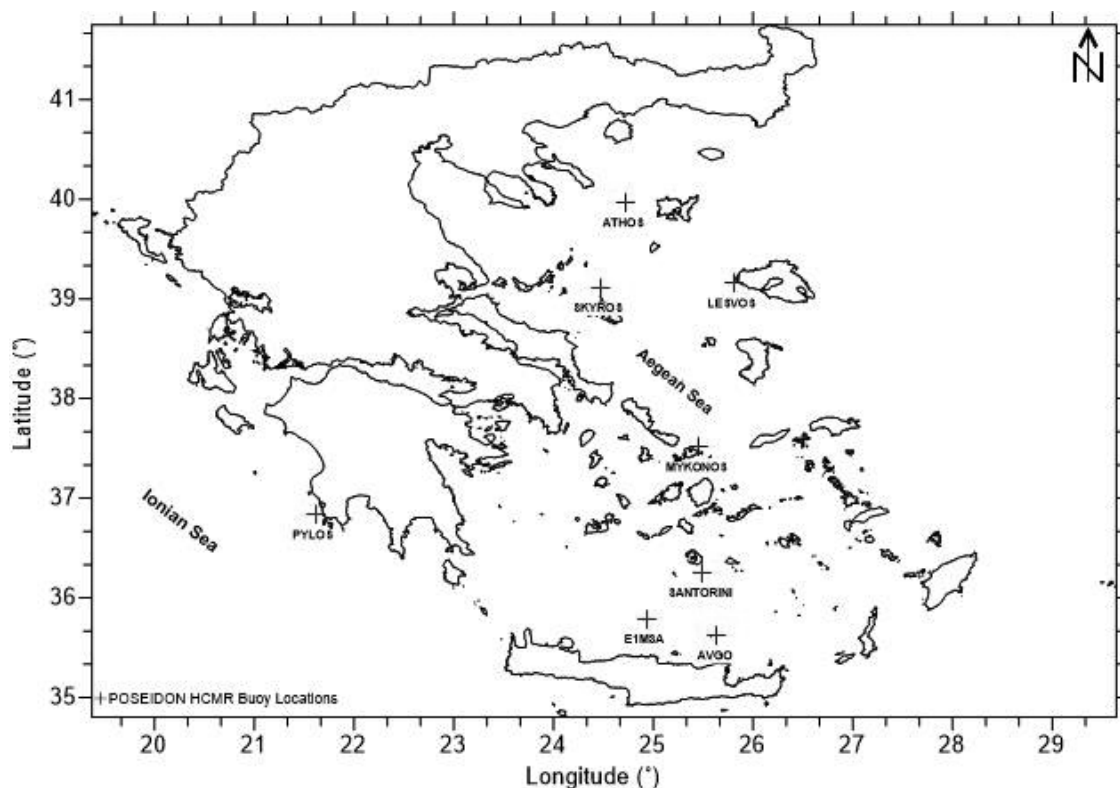 N
41
40
39
38
37
36
35
Latitude (°)
ATHOS
SKYROS
LESVOS
Aegean Sea
MYKONOS
Ionian Sea
PYLOS
SANTORINI
E1M3A
AVGO
POSEIDON HCMR Buoy Locations
20 21 22 23 24 25 26 27 28 29
Longitude (°)